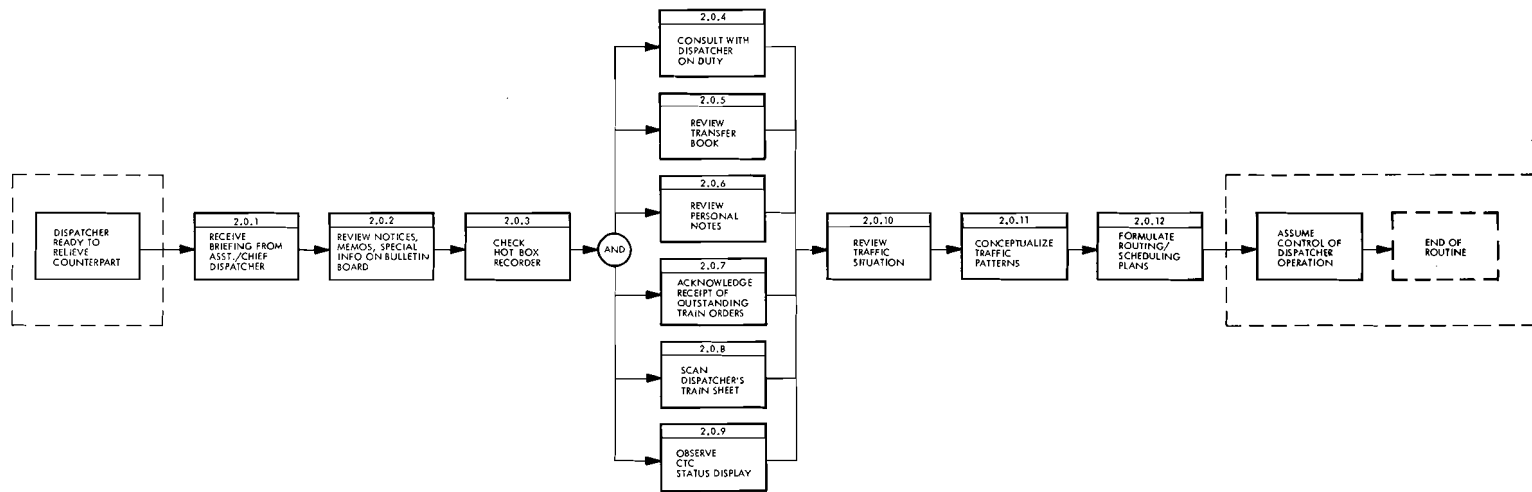 DISPATCHER
READY TO
RELIEVE
COUNTERPART
2.0.1
RECEIVE
BRIEFING FROM
ASST./CHIEF
DISPATCHER
2.0.2
REVIEW NOTICES,
MEMOS, SPECIAL
INFO ON BULLETIN
BOARD
2.0.3
CHECK
HOT BOX
RECORDER
AND
2.0.4
CONSULT WITH
DISPATCHER
ON DUTY
2.0.5
REVIEW
TRANSFER
BOOK
2.0.6
REVIEW
PERSONAL
NOTES
2.0.7
ACKNOWLEDGE
RECEIPT OF
OUTSTANDING
TRAIN ORDERS
2.0.8
SCAN
DISPATCHER'S
TRAIN SHEET
2.0.9
OBSERVE
CTC
STATUS DISPLAY
2.0.10
REVIEW
TRAFFIC
SITUATION
2.0.11
CONCEPTUALIZE
TRAFFIC
PATTERNS
2.0.12
FORMULATE
ROUTING/
SCHEDULING
PLANS
ASSUME
CONTROL OF
DISPATCHER
OPERATION
END OF
ROUTINE